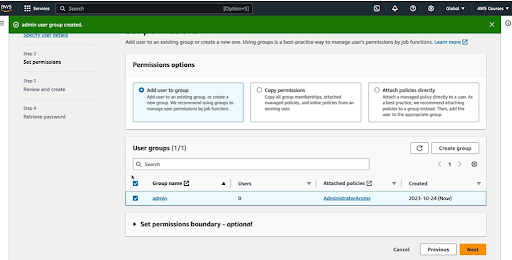 aws
Services
Search
[Option+S]
Global
AWS Courses
admin user group created.
Specify user details
Step 2
Set permissions
Step 3
Review and create
Step 4
Retrieve password
Add user to an existing group or create a new one. Using groups is a best-practice way to manage user's permissions by job functions. Learn more
Permissions options
Add user to group
Add user to an existing group, or create a
new group. We recommend using groups to
manage user permissions by job function.
Copy permissions
Copy all group memberships, attached
managed policies, and inline policies from an
existing user.
Attach policies directly
Attach a managed policy directly to a user. As
a best practice, we recommend attaching
policies to a group instead. Then, add the
user to the appropriate group.
User groups (1/1)
Create group
Search
1
Group name
Users
Attached policies
Created
admin
0
AdministratorAccess
2023-10-24 (Now)
Set permissions boundary - optional
Cancel
Previous
Next